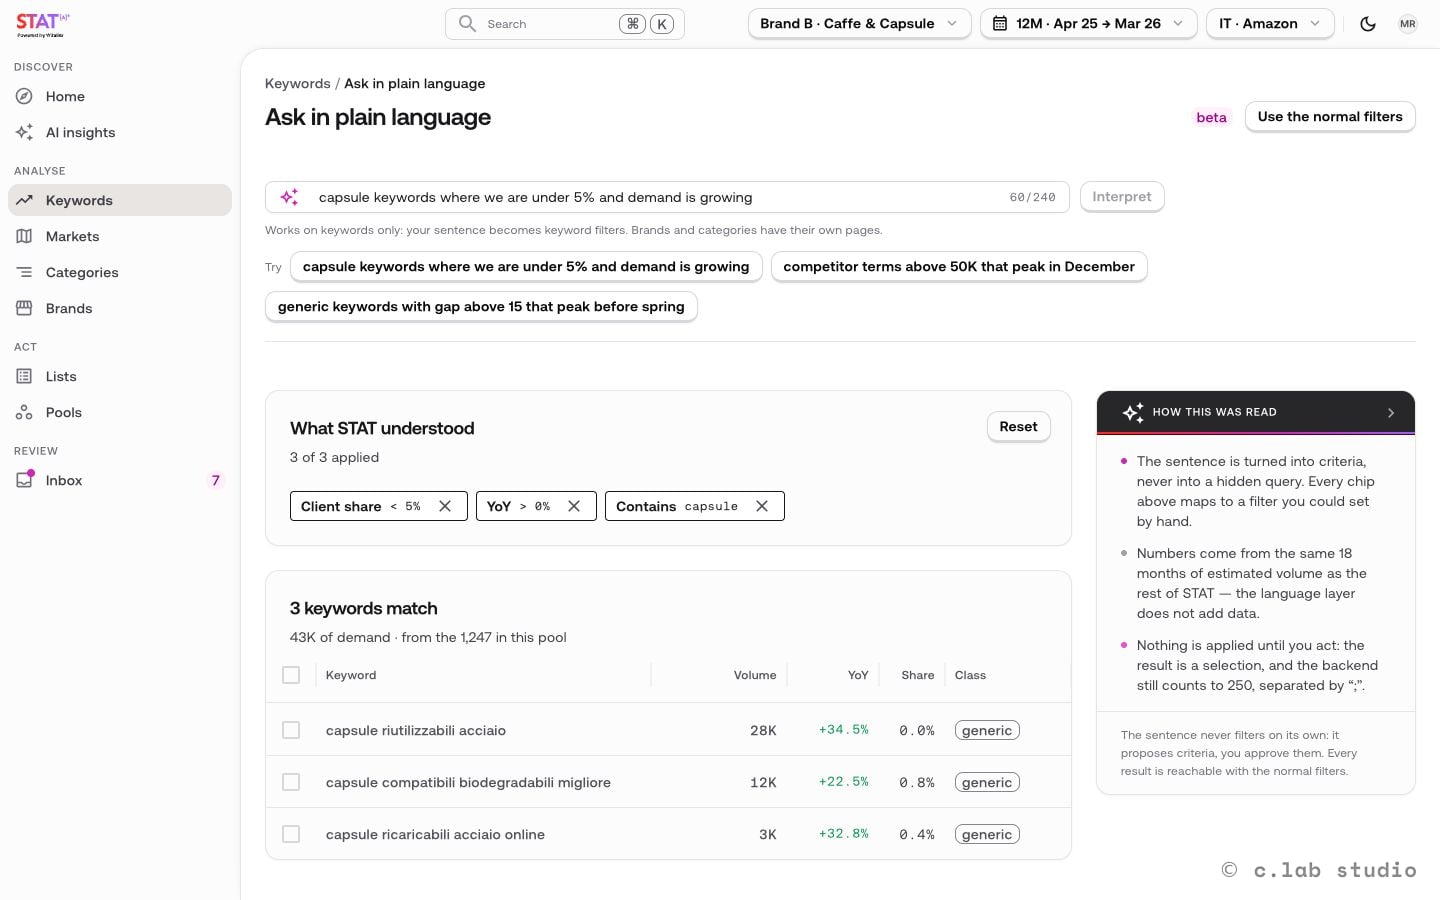 STAT [AI]+
Powered by Witailer
Search ⌘ K
Brand B · Caffe & Capsule
12M · Apr 25 → Mar 26
IT · Amazon
MR
DISCOVER
Home
AI insights
ANALYSE
Keywords
Markets
Categories
Brands
ACT
Lists
Pools
REVIEW
Inbox 7
Keywords / Ask in plain language
Ask in plain language
beta
Use the normal filters
capsule keywords where we are under 5% and demand is growing 60/240
Interpret
Works on keywords only: your sentence becomes keyword filters. Brands and categories have their own pages.
Try capsule keywords where we are under 5% and demand is growing competitor terms above 50K that peak in December
generic keywords with gap above 15 that peak before spring
What STAT understood
Reset
3 of 3 applied
Client share < 5% YoY > 0% Contains capsule
3 keywords match
43K of demand · from the 1,247 in this pool
Keyword Volume YoY Share Class
capsule riutilizzabili acciaio 28K +34.5% 0.0% generic
capsule compatibili biodegradabili migliore 12K +22.5% 0.8% generic
capsule ricaricabili acciaio online 3K +32.8% 0.4% generic
HOW THIS WAS READ
The sentence is turned into criteria,
never into a hidden query. Every chip
above maps to a filter you could set
by hand.
Numbers come from the same 18
months of estimated volume as the
rest of STAT — the language layer
does not add data.
Nothing is applied until you act: the
result is a selection, and the backend
still counts to 250, separated by “;”.
The sentence never filters on its own: it
proposes criteria, you approve them. Every
result is reachable with the normal filters.
© c.lab studio